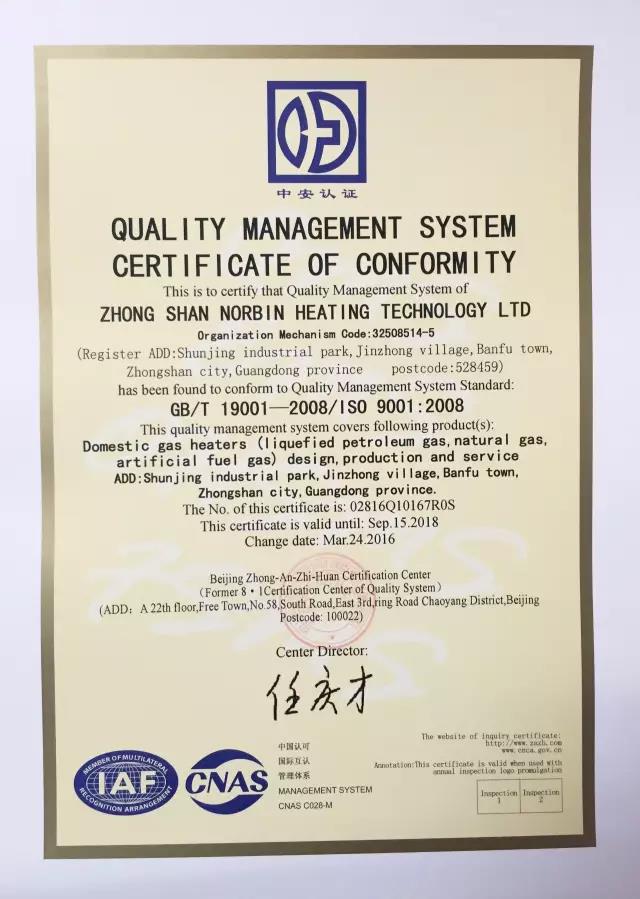 中安认证
QUALITY MANAGEMENT SYSTEM
CERTIFICATE OF CONFORMITY
This is to certify that Quality Management System of
ZHONG SHAN NORBIN HEATING TECHNOLOGY LTD
Organization Mechanism Code:32508514-5
(Register ADD:Shunjing industrial park,Jinzhong village,Banfu town,
Zhongshan city,Guangdong province postcode:528459)
has been found to conform to Quality Management System Standard:
GB/T 19001—2008/ISO 9001:2008
This quality management system covers following product(s):
Domestic gas heaters (liquefied petroleum gas,natural gas,
artificial fuel gas) design,production and service
ADD:Shunjing industrial park,Jinzhong village,Banfu town,
Zhongshan city,Guangdong province.
The No. of this certificate is: 02816Q10167R0S
This certificate is valid until: Sep.15.2018
Change date: Mar.24.2016
Beijing Zhong-An-Zhi-Huan Certification Center
(Former 8·1Certification Center of Quality System)
(ADD: A 22th floor,Free Town,No.58,South Road,East 3rd,ring Road Chaoyang District,Beijing
Postcode: 100022)
Center Director:
任庆才
MEMBER OF MULTILATERAL
IAF
RECOGNITION ARRANGEMENT
CNAS
中国认可
国际互认
管理体系
MANAGEMENT SYSTEM
CNAS C028-M
The website of inquiry certificate:
http://www.zazh.com
www.cnca.gov.cn
Annotation:This certificate is valid when used with
annual inspection logo promulgation
Inspection 1
Inspection 2